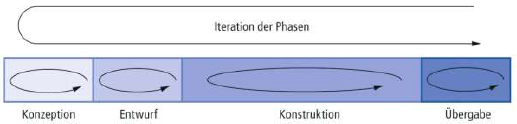 Iteration der Phasen
Konzeption Entwurf Konstruktion Übergabe